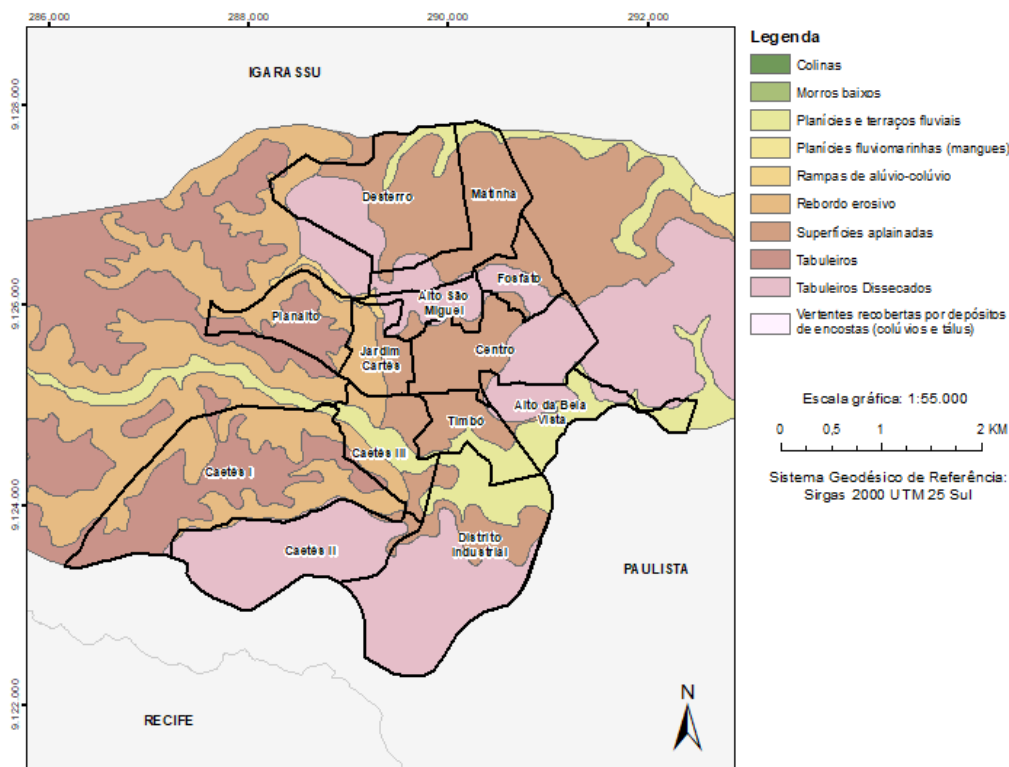 286.000
288.000
290.000
292.000
9.128.000
9.126.000
9.124.000
9.122.000
IGARASSU
Desterro
Matinha
Fosfato
Alto São
Miguel
Planalto
Jardim
Caetés
Centro
Alto da Bela
Vista
Timbó
Caetés III
Caetés I
Caetés II
Distrito
Industrial
PAULISTA
RECIFE
N
Legenda
Colinas
Morros baixos
Planícies e terraços fluviais
Planícies fluviomarinhas (mangues)
Rampas de alúvio-colúvio
Rebordo erosivo
Superfícies aplainadas
Tabuleiros
Tabuleiros Dissecados
Vertentes recobertas por depósitos
de encostas (colúvios e tálus)
Escala gráfica: 1:55.000
0 0,5 1 2 KM
Sistema Geodésico de Referência:
Sirgas 2000 UTM 25 Sul